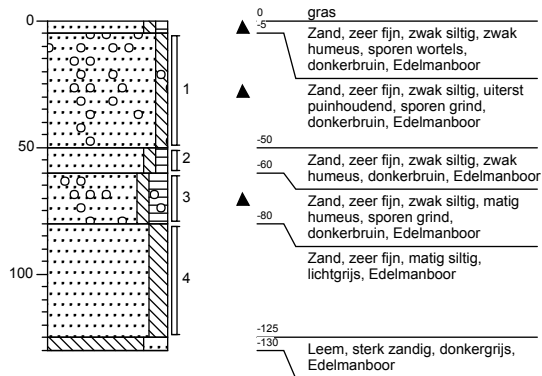 0
50
100
1
2
3
4
0
gras
-5
Zand, zeer fijn, zwak siltig, zwak
humeus, sporen wortels,
donkerbruin, Edelmanboor
Zand, zeer fijn, zwak siltig, uiterst
puinhoudend, sporen grind,
donkerbruin, Edelmanboor
-50
Zand, zeer fijn, zwak siltig, zwak
humeus, donkerbruin, Edelmanboor
-60
Zand, zeer fijn, zwak siltig, matig
humeus, sporen grind,
donkerbruin, Edelmanboor
-80
Zand, zeer fijn, matig siltig,
lichtgrijs, Edelmanboor
-125
-130
Leem, sterk zandig, donkergrijs,
Edelmanboor